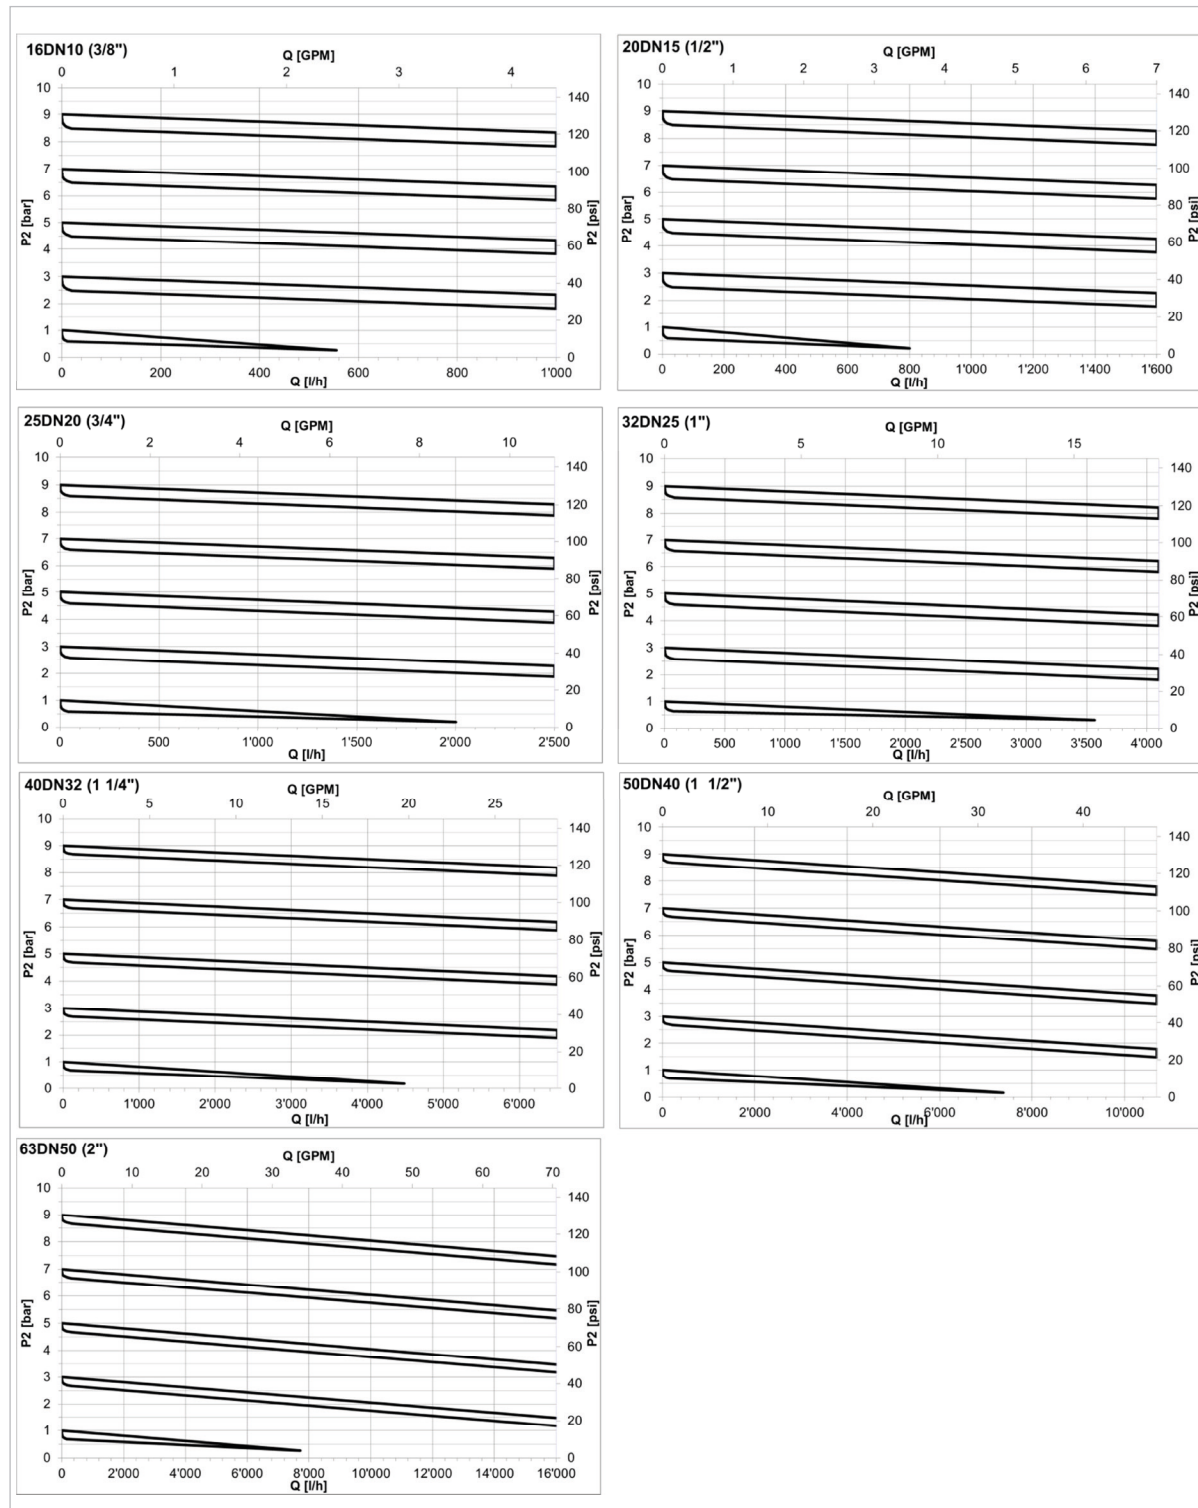 16DN10 (3/8")
Q [GPM]
0 1 2 3 4
10 9 8 7 6 5 4 3 2 1 0
P2 [bar]
140 120 100 80 60 40 20 0
P2 [psi]
0 200 400 600 800 1'000
Q [l/h]
20DN15 (1/2")
Q [GPM]
0 1 2 3 4 5 6 7
10 9 8 7 6 5 4 3 2 1 0
P2 [bar]
140 120 100 80 60 40 20 0
P2 [psi]
0 200 400 600 800 1'000 1'200 1'400 1'600
Q [l/h]
25DN20 (3/4")
Q [GPM]
0 2 4 6 8 10
10 9 8 7 6 5 4 3 2 1 0
P2 [bar]
140 120 100 80 60 40 20 0
P2 [psi]
0 500 1'000 1'500 2'000 2'500
Q [l/h]
32DN25 (1")
Q [GPM]
0 5 10 15
10 9 8 7 6 5 4 3 2 1 0
P2 [bar]
140 120 100 80 60 40 20 0
P2 [psi]
0 500 1'000 1'500 2'000 2'500 3'000 3'500 4'000
Q [l/h]
40DN32 (1 1/4")
Q [GPM]
0 5 10 15 20 25
10 9 8 7 6 5 4 3 2 1 0
P2 [bar]
140 120 100 80 60 40 20 0
P2 [psi]
0 1'000 2'000 3'000 4'000 5'000 6'000
Q [l/h]
50DN40 (1 1/2")
Q [GPM]
0 10 20 30 40
10 9 8 7 6 5 4 3 2 1 0
P2 [bar]
140 120 100 80 60 40 20 0
P2 [psi]
0 2'000 4'000 6'000 8'000 10'000
Q [l/h]
63DN50 (2")
Q [GPM]
0 10 20 30 40 50 60 70
10 9 8 7 6 5 4 3 2 1 0
P2 [bar]
140 120 100 80 60 40 20 0
P2 [psi]
0 2'000 4'000 6'000 8'000 10'000 12'000 14'000 16'000
Q [l/h]